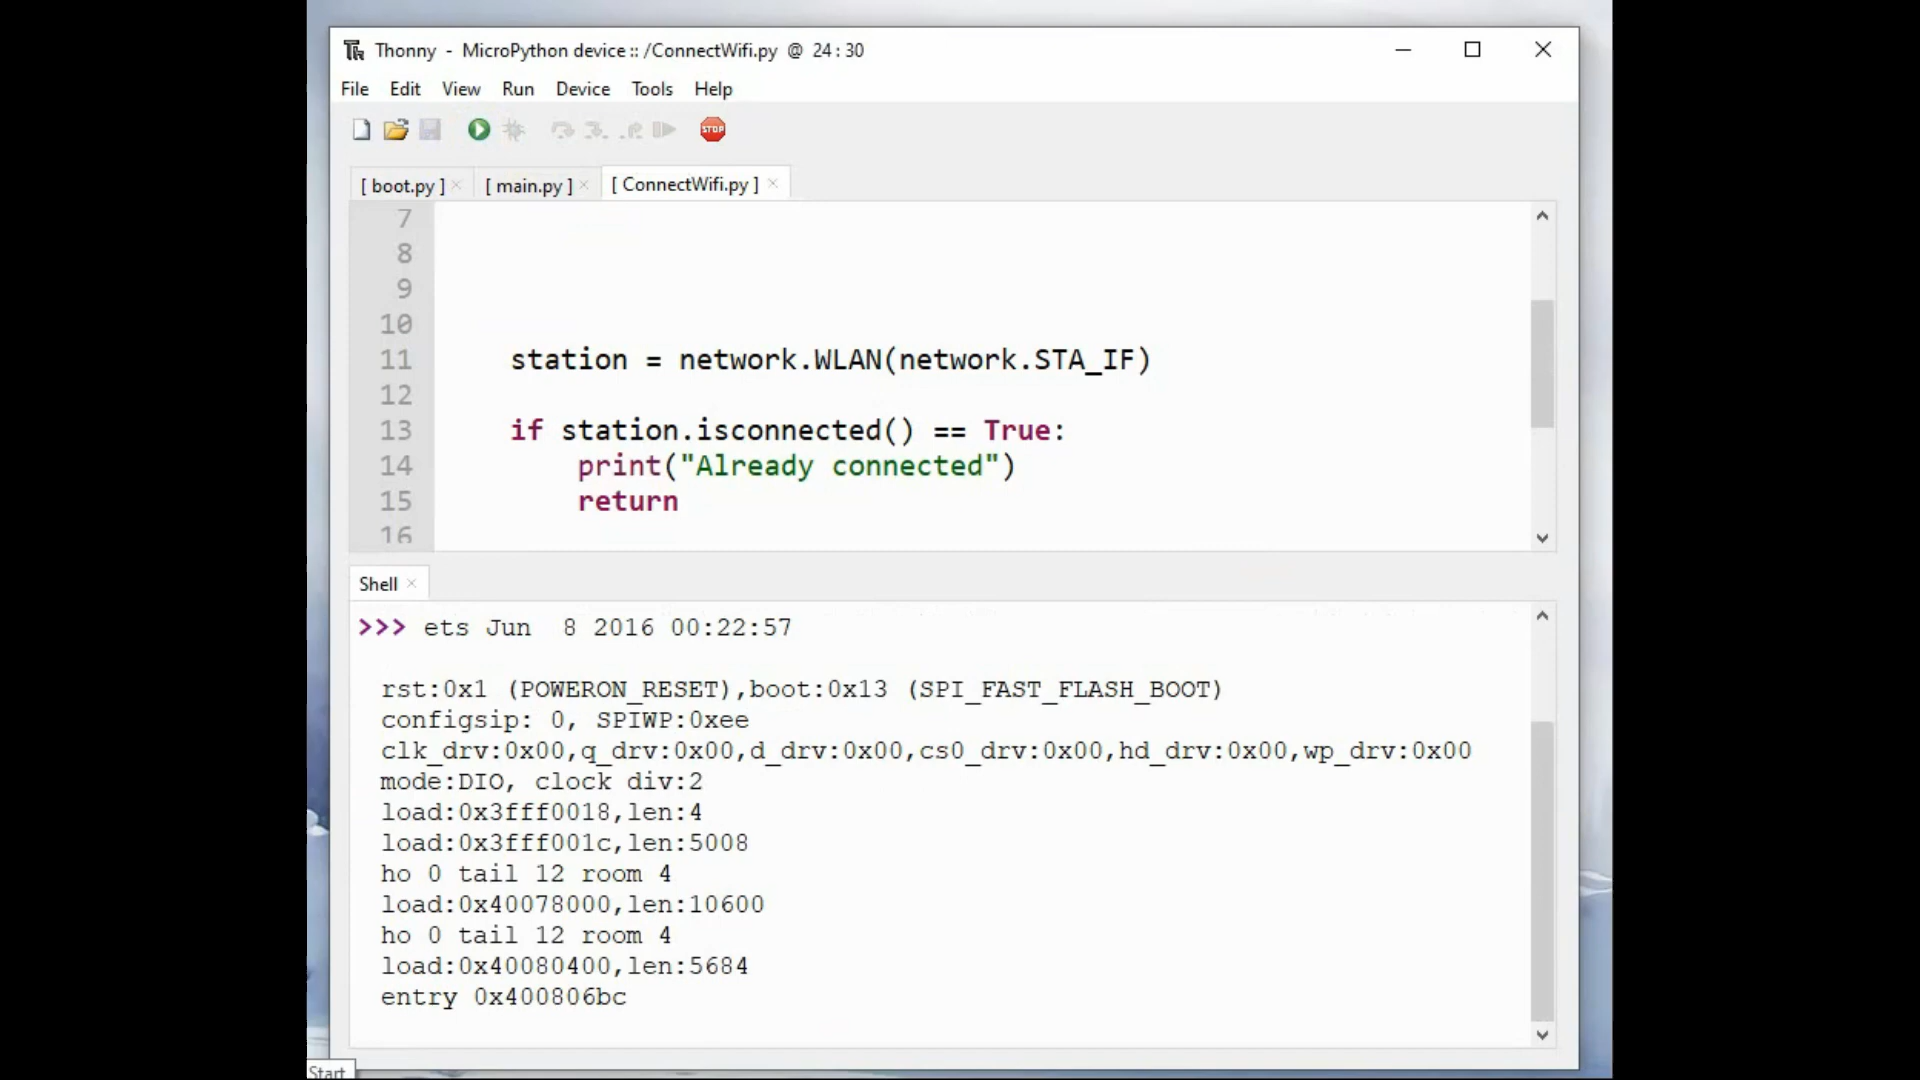 Thonny - MicroPython device :: /ConnectWifi.py @ 24 : 30
File Edit View Run Device Tools Help
STOP
[ boot.py ] [ main.py ] [ ConnectWifi.py ]
7
8
9
10
11 station = network.WLAN(network.STA_IF)
12
13 if station.isconnected() == True:
14 print("Already connected")
15 return
16
Shell
>>> ets Jun  8 2016 00:22:57
rst:0x1 (POWERON_RESET),boot:0x13 (SPI_FAST_FLASH_BOOT)
configsip: 0, SPIWP:0xee
clk_drv:0x00,q_drv:0x00,d_drv:0x00,cs0_drv:0x00,hd_drv:0x00,wp_drv:0x00
mode:DIO, clock div:2
load:0x3fff0018,len:4
load:0x3fff001c,len:5008
ho 0 tail 12 room 4
load:0x40078000,len:10600
ho 0 tail 12 room 4
load:0x40080400,len:5684
entry 0x400806bc
Start